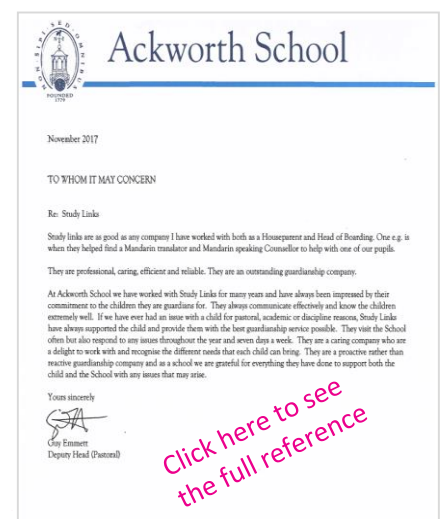 NON SIBI SED OMNIBUS
FOUNDED
1779
Ackworth School
November 2017
TO WHOM IT MAY CONCERN
Re: Study Links
Study links are as good as any company I have worked with both as a Houseparent and Head of Boarding. One e.g. is
when they helped find a Mandarin translator and Mandarin speaking Counsellor to help with one of our pupils.
They are professional, caring, efficient and reliable. They are an outstanding guardianship company.
At Ackworth School we have worked with Study Links for many years and have always been impressed by their
commitment to the children they are guardians for. They always communicate effectively and know the children
extremely well. If we have ever had an issue with a child for pastoral, academic or discipline reasons, Study Links
have always supported the child and provide them with the best guardianship service possible. They visit the School
often but also respond to any issues throughout the year and seven days a week. They are a caring company who are
a delight to work with and recognise the different needs that each child can bring. They are a proactive rather than
reactive guardianship company and as a school we are grateful for everything they have done to support both the
child and the School with any issues that may arise.
Yours sincerely
Guy Emmett
Deputy Head (Pastoral)
Click here to see
the full reference